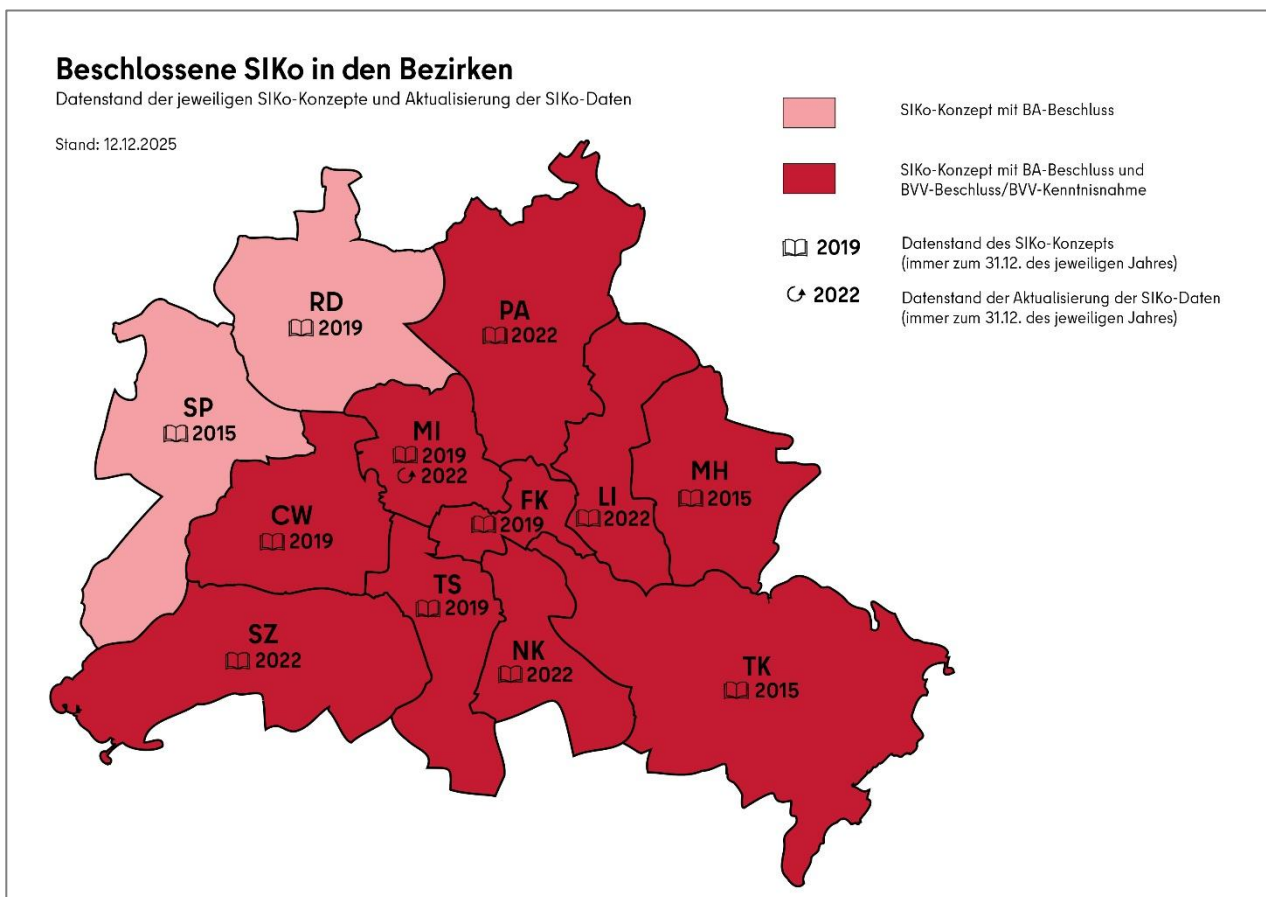 Beschlossene SIKo in den Bezirken
Datenstand der jeweiligen SIKo-Konzepte und Aktualisierung der SIKo-Daten
Stand: 12.12.2025
SIKo-Konzept mit BA-Beschluss
SIKo-Konzept mit BA-Beschluss und
BVV-Beschluss/BVV-Kenntnisnahme
2019
Datenstand des SIKo-Konzepts
(immer zum 31.12. des jeweiligen Jahres)
2022
Datenstand der Aktualisierung der SIKo-Daten
(immer zum 31.12. des jeweiligen Jahres)
RD
2019
PA
2022
SP
2015
MI
2019
2022
MH
2015
LI
2022
FK
2019
CW
2019
TS
2019
SZ
2022
NK
2022
TK
2015